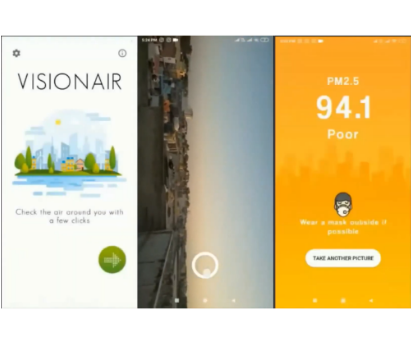 VISIONAIR
Check the air around you with
a few clicks
PM2.5
94.1
Poor
Wear a mask outside if
possible
TAKE ANOTHER PICTURE